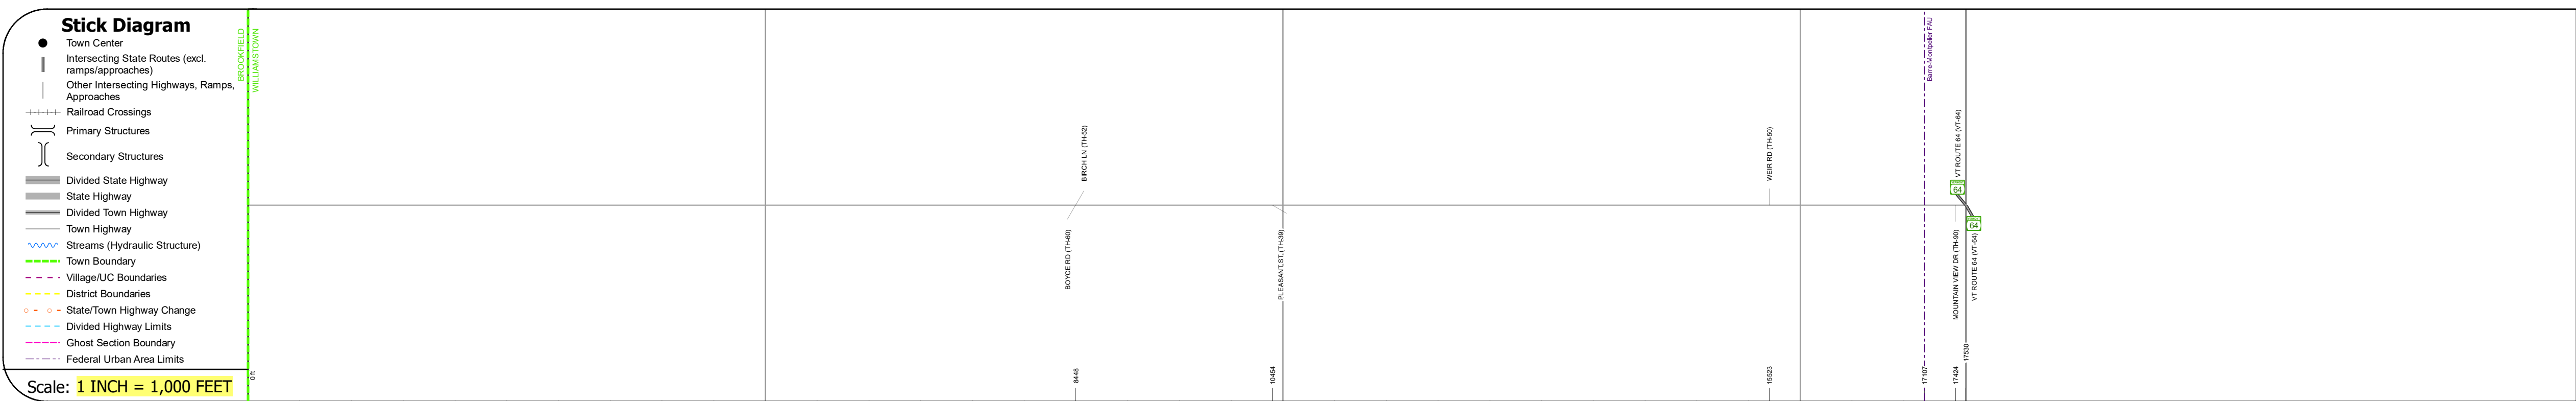 Stick Diagram
Town Center
Intersecting State Routes (excl.
ramps/approaches)
Other Intersecting Highways, Ramps,
Approaches
Railroad Crossings
Primary Structures
Secondary Structures
Divided State Highway
State Highway
Divided Town Highway
Town Highway
Streams (Hydraulic Structure)
Town Boundary
Village/UC Boundaries
District Boundaries
State/Town Highway Change
Divided Highway Limits
Ghost Section Boundary
Federal Urban Area Limits
Scale: 1 INCH = 1,000 FEET
BROOKFIELD
WILLIAMSTOWN
0 ft
BIRCH LN (TH-52)
BOYCE RD (TH-60)
8448
PLEASANT ST (TH-39)
10454
WEIR RD (TH-50)
15523
Barre-Montpelier FAU
17107
VT ROUTE 64 (VT-64)
64
64
MOUNTAIN VIEW DR (TH-90)
VT ROUTE 64 (VT-64)
17424
17530